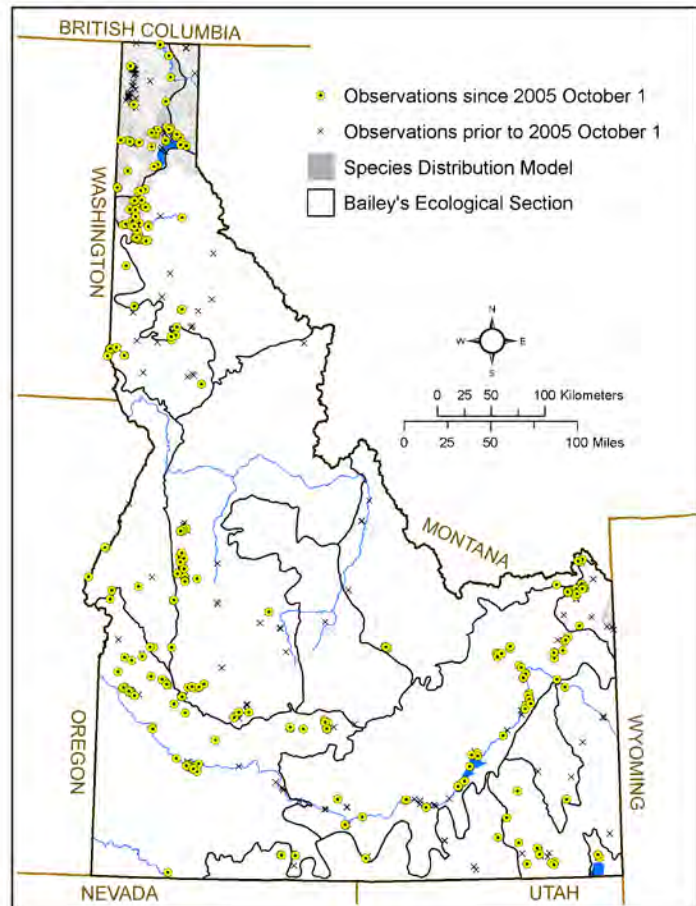 BRITISH COLUMBIA
Observations since 2005 October 1
Observations prior to 2005 October 1
Species Distribution Model
Bailey's Ecological Section
WASHINGTON
N
W E
S
0 25 50 100 Kilometers
0 25 50 100 Miles
MONTANA
OREGON
WYOMING
NEVADA
UTAH